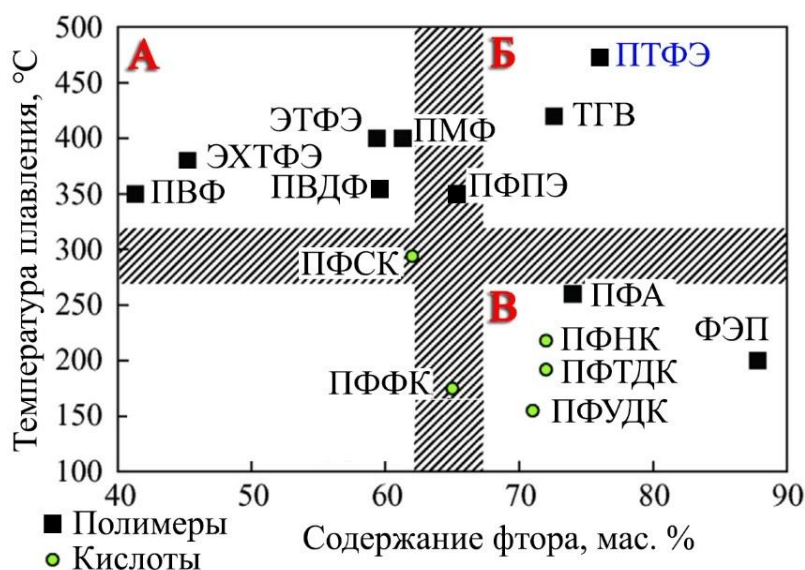 Температура плавления, °C
500
450
400
350
300
250
200
150
100
А
Б
ПТФЭ
ТГВ
ЭТФЭ
ПМФ
ЭХТФЭ
ПВДФ
ПФПЭ
ПВФ
ПФСК
В
ПФА
ФЭП
ПФНК
ПФТДК
ПФФК
ПФУДК
40
50
60
70
80
90
Содержание фтора, мас. %
Полимеры
Кислоты